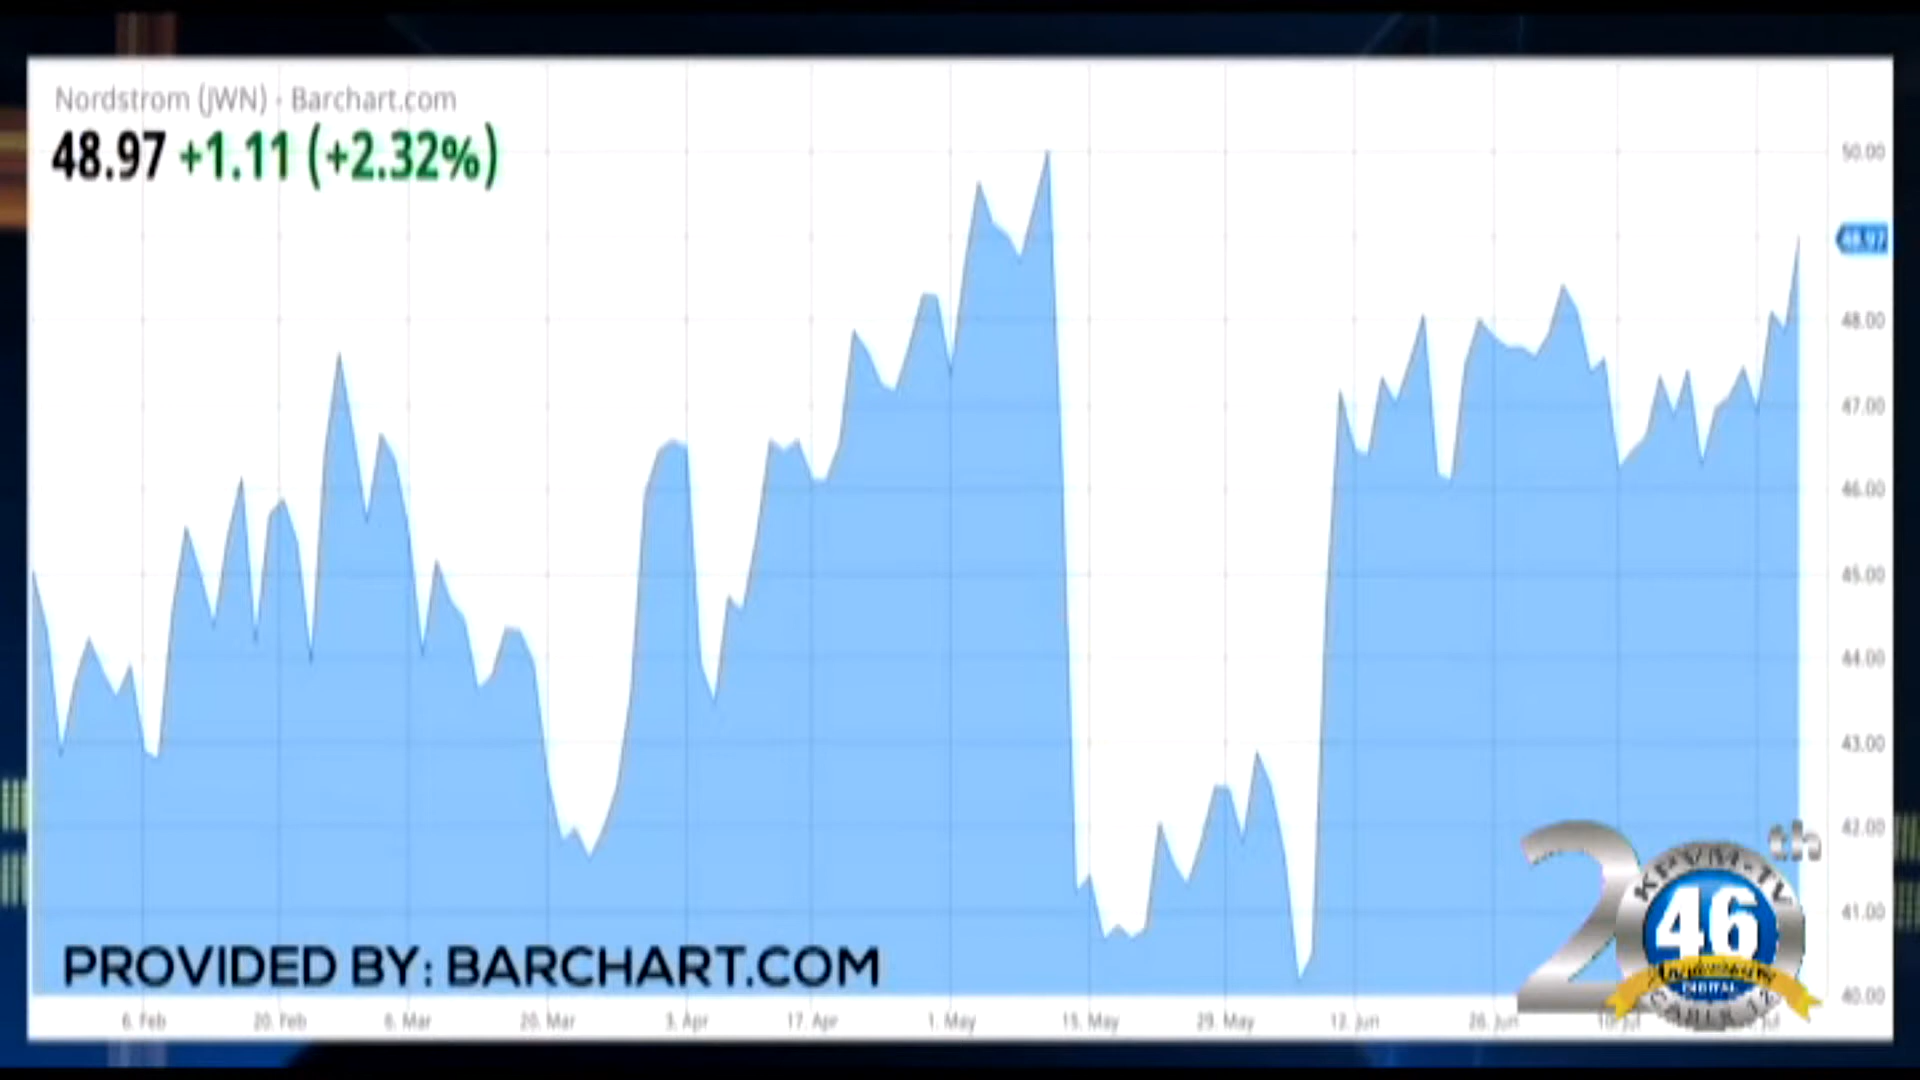 Nordstrom (JWN) - Barchart.com
48.97 +1.11 (+2.32%)
50.00
48.97
48.00
47.00
46.00
45.00
44.00
43.00
42.00
41.00
40.00
6. Feb
20. Feb
6. Mar
20. Mar
3. Apr
17. Apr
1. May
15. May
29. May
12. Jun
26. Jun
PROVIDED BY: BARCHART.COM
20th
46
DIGITAL